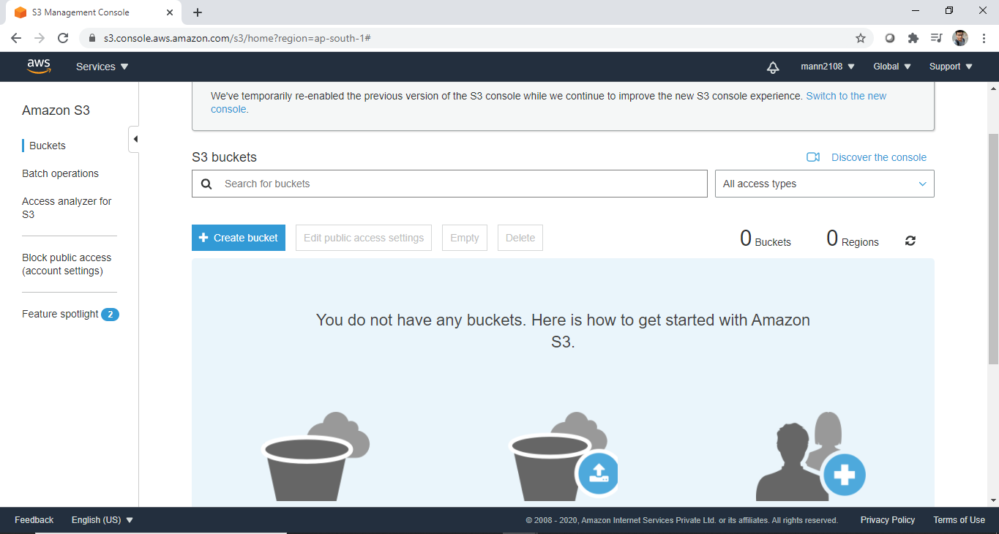 S3 Management Console
s3.console.aws.amazon.com/s3/home?region=ap-south-1#
aws
Services
mann2108
Global
Support
Amazon S3
Buckets
Batch operations
Access analyzer for
S3
Block public access
(account settings)
Feature spotlight 2
We've temporarily re-enabled the previous version of the S3 console while we continue to improve the new S3 console experience. Switch to the new
console.
S3 buckets
Discover the console
Search for buckets
All access types
Create bucket
Edit public access settings
Empty
Delete
0 Buckets
0 Regions
You do not have any buckets. Here is how to get started with Amazon
S3.
Feedback
English (US)
© 2008 - 2020, Amazon Internet Services Private Ltd. or its affiliates. All rights reserved.
Privacy Policy
Terms of Use